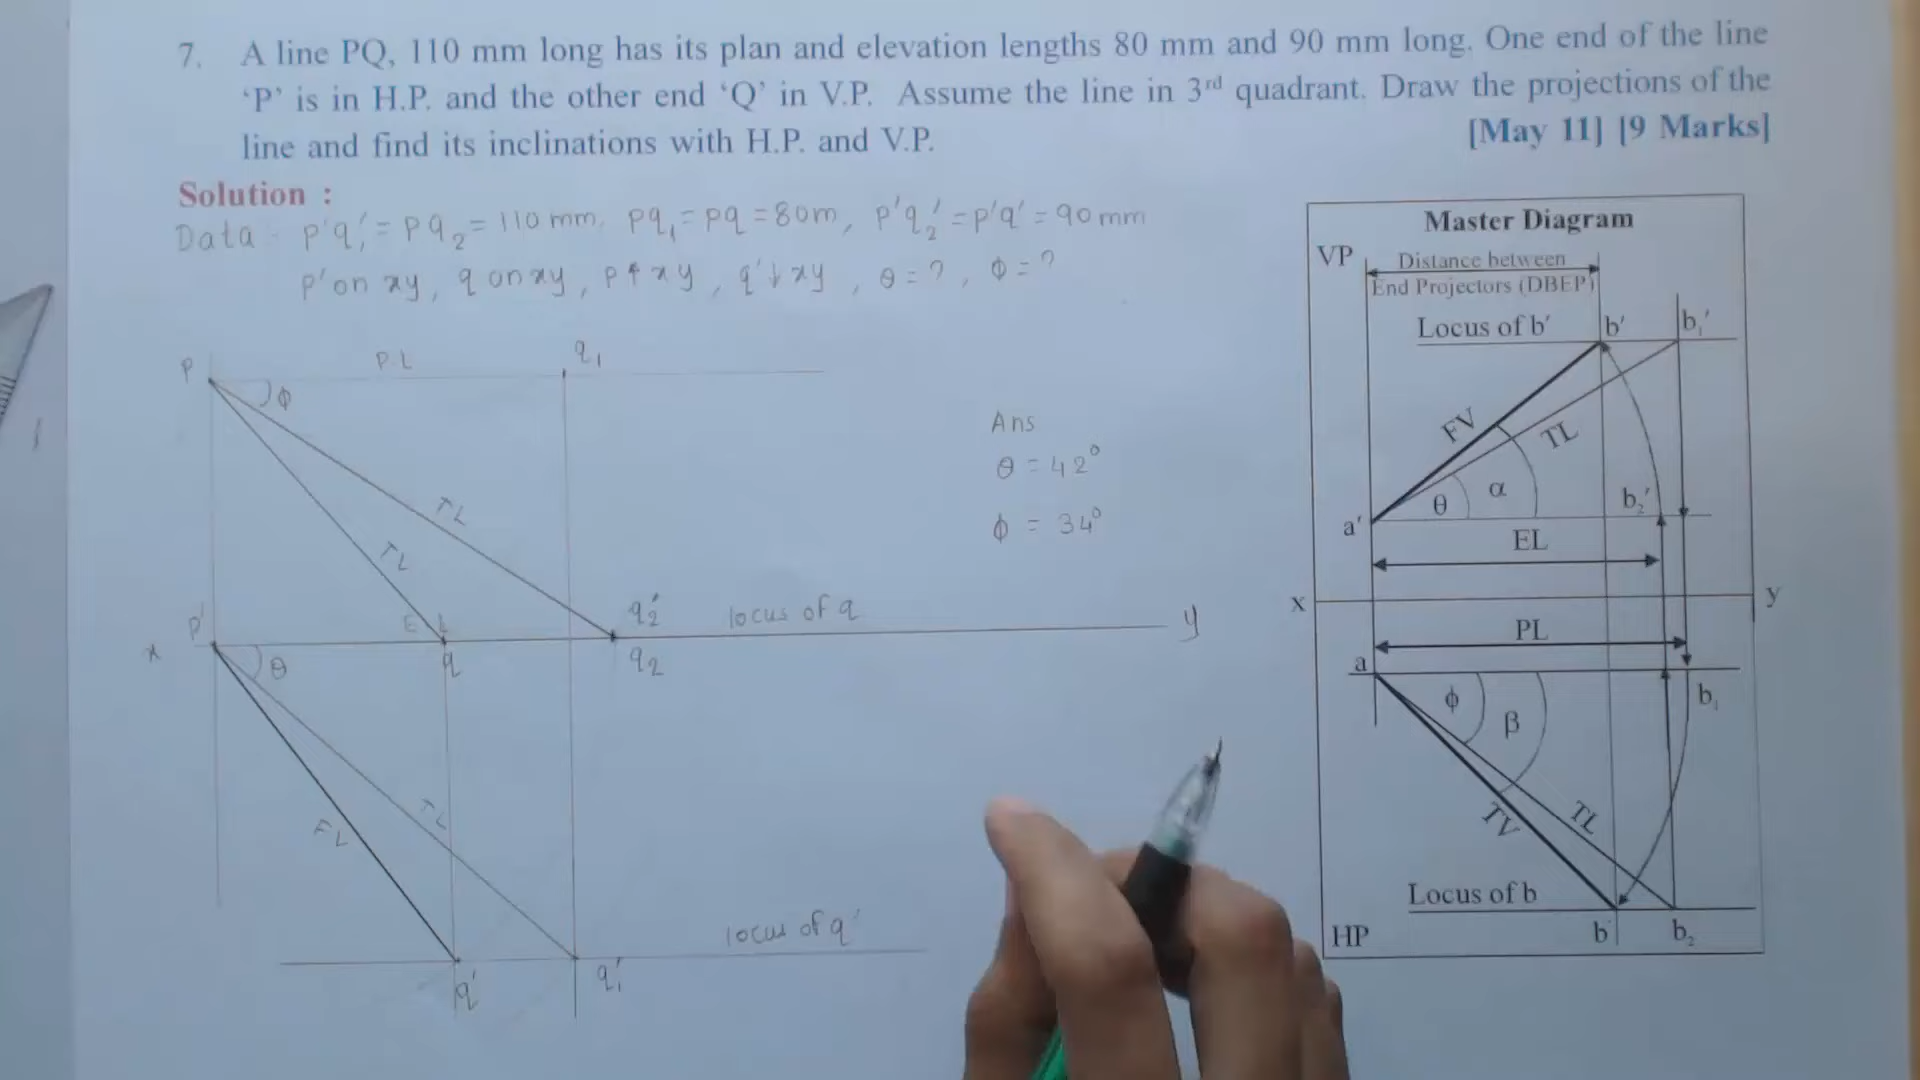 7. A line PQ, 110 mm long has its plan and elevation lengths 80 mm and 90 mm long. One end of the line
‘P’ is in H.P. and the other end ‘Q’ in V.P. Assume the line in 3rd quadrant. Draw the projections of the
line and find its inclinations with H.P. and V.P. [May 11] [9 Marks]
Solution :
Data - p'q₁' = pq₂ = 110 mm, pq₁ = pq = 80m, p'q₂' = p'q' = 90 mm
p' on xy, q on xy, p↑xy, q'↓xy, θ = ?, ϕ = ?
P
P.L
q₁
ϕ
TL
TL
Ans
θ = 42°
ϕ = 34°
p'
E L
q₂'
locus of q
y
x
θ
q
q₂
FL
TL
locus of q'
q'
q₁'
Master Diagram
VP
Distance between
End Projectors (DBEP)
Locus of b'
b'
b₁'
FV
TL
a'
θ
α
b₂'
EL
x
y
PL
a
ϕ
β
b₁
TV
TL
Locus of b
HP
b
b₂